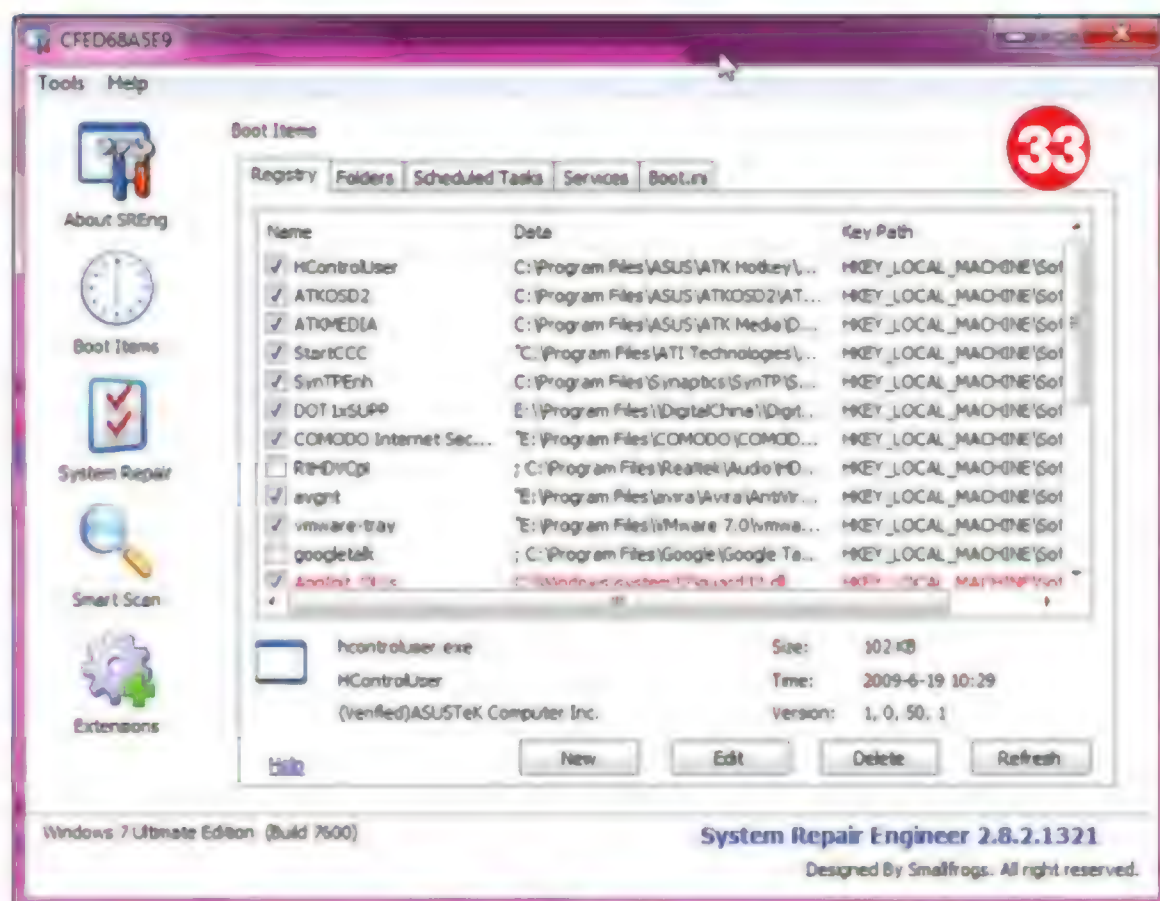 CFED68A5E9
Tools Help
33
Boot Items
Registry Folders Scheduled Tasks Services Boot.ini
About SREng
Boot Items
System Repair
Smart Scan
Extensions
Name Data Key Path
HControlUser C:\Program Files\ASUS\ATK Hotkey\... HKEY_LOCAL_MACHINE\Sof
ATKOSD2 C:\Program Files\ASUS\ATKOSD2\AT... HKEY_LOCAL_MACHINE\Sof
ATKMEDIA C:\Program Files\ASUS\ATK Media\D... HKEY_LOCAL_MACHINE\Sof
StartCCC "C:\Program Files\ATI Technologies\... HKEY_LOCAL_MACHINE\Sof
SynTPEnh C:\Program Files\Synaptics\SynTP\S... HKEY_LOCAL_MACHINE\Sof
DOT1xSUPP E:\\Program Files\\DigitalChina\\Digit... HKEY_LOCAL_MACHINE\Sof
COMODO Internet Sec... "E:\Program Files\COMODO\COMOD... HKEY_LOCAL_MACHINE\Sof
RtHDVCpl ; C:\Program Files\Realtek\Audio\HD... HKEY_LOCAL_MACHINE\Sof
avgnt "E:\Program Files\avira\Avira\AntiVir... HKEY_LOCAL_MACHINE\Sof
vmware-tray "E:\Program Files\VMware 7.0\vmwa... HKEY_LOCAL_MACHINE\Sof
googletalk ; C:\Program Files\Google\Google Ta... HKEY_LOCAL_MACHINE\Sof
AppInit_DLLs HKEY_LOCAL_MACHINE\Sof
hcontroluser.exe Size: 102 KB
HControlUser Time: 2009-6-19 10:29
(Verified)ASUSTeK Computer Inc. Version: 1, 0, 50, 1
Help New Edit Delete Refresh
Windows 7 Ultimate Edition (Build 7600) System Repair Engineer 2.8.2.1321
Designed By Smallfrogs. All right reserved.